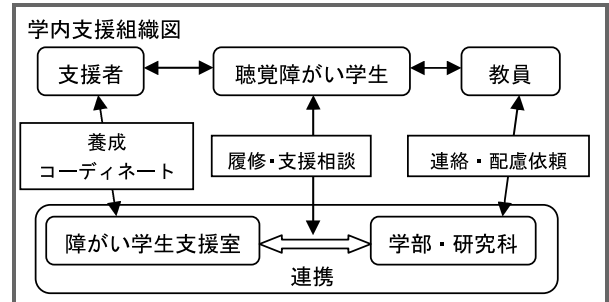 学内支援組織図
支援者
聴覚障がい学生
教員
養成
コーディネート
履修・支援相談
連絡・配慮依頼
障がい学生支援室
学部・研究科
連携